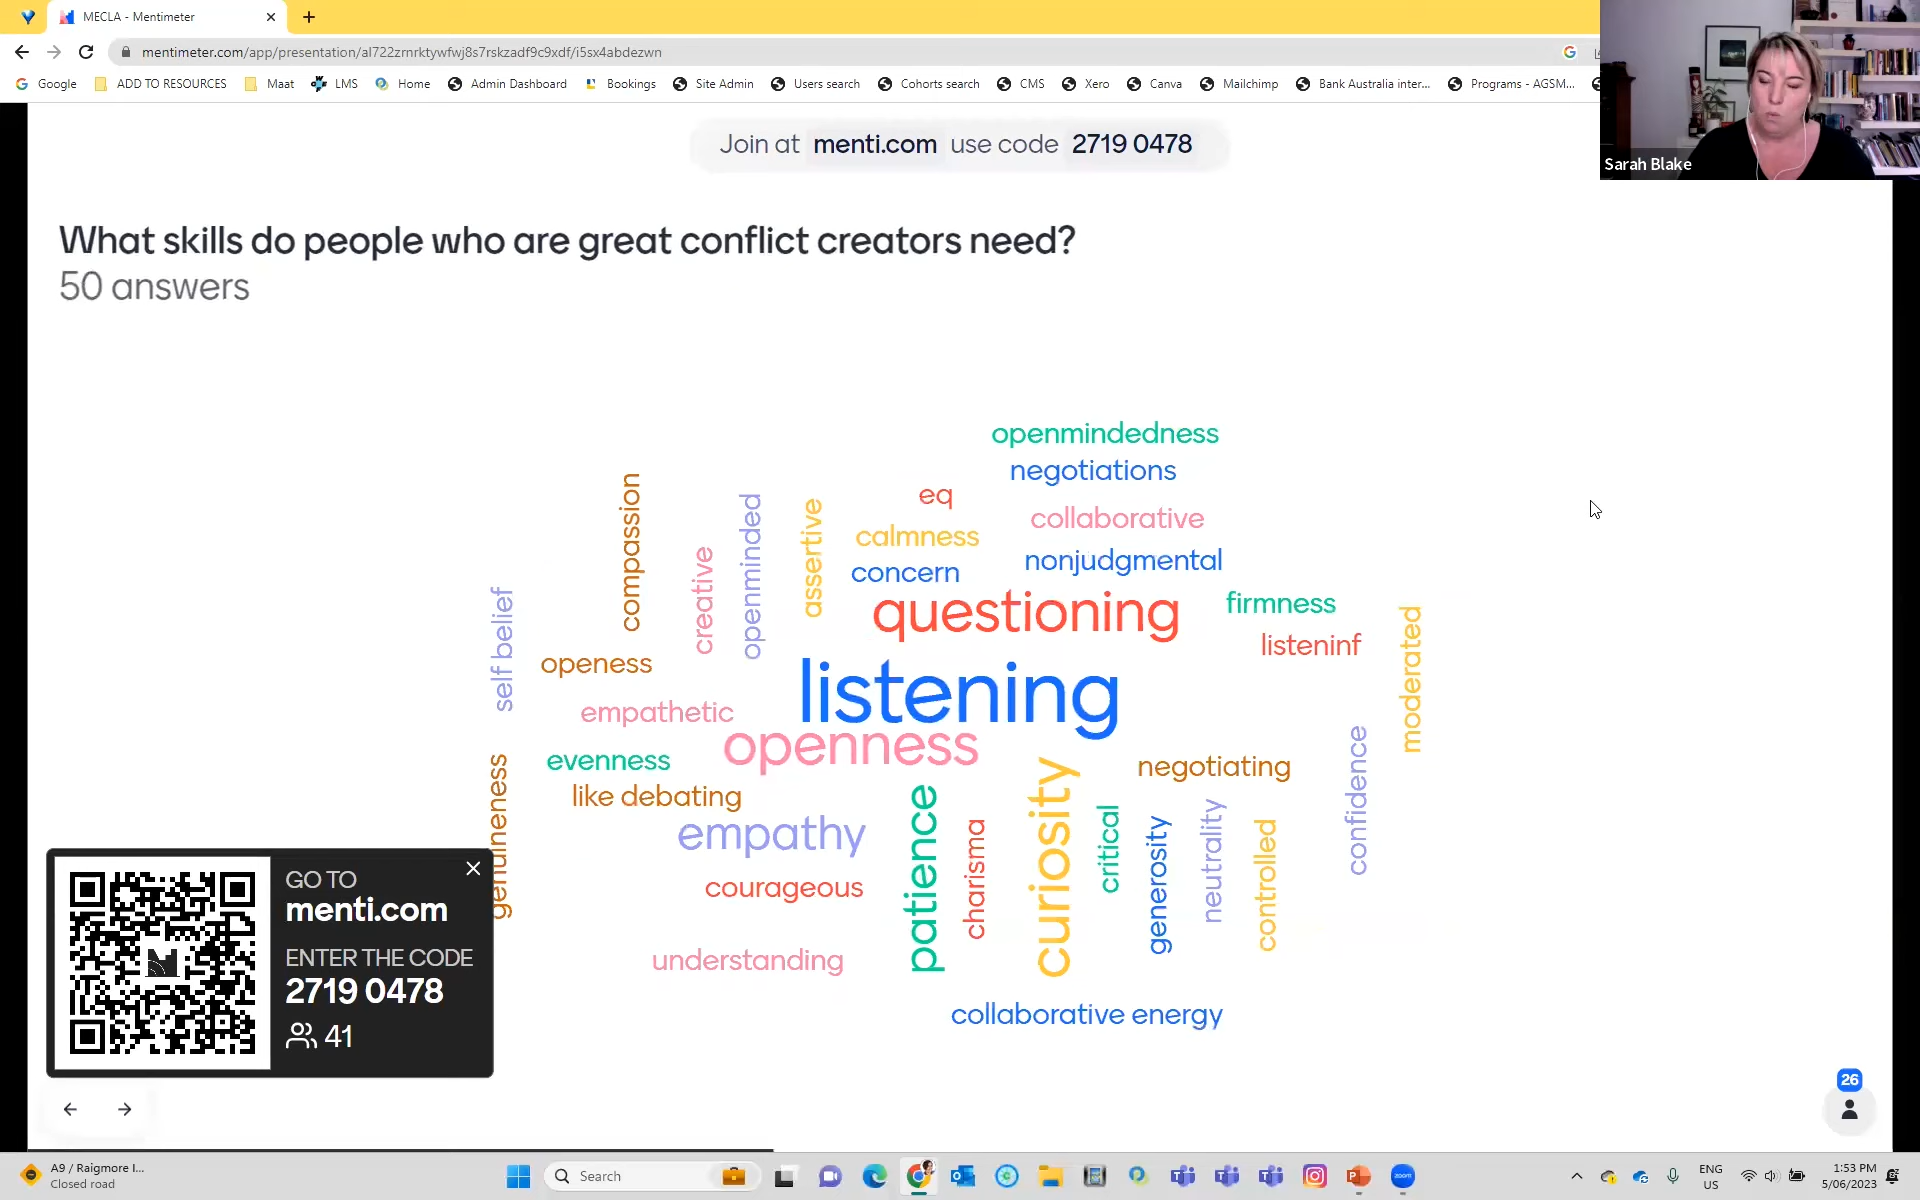 MECLA - Mentimeter
mentimeter.com/app/presentation/al722zrnrktywfwj8s7rskzadf9c9xdf/i5sx4abdezwn
Google ADD TO RESOURCES Maat LMS Home Admin Dashboard Bookings Site Admin Users search Cohorts search CMS Xero Canva Mailchimp Bank Australia inter... Programs - AGSM...
Sarah Blake
Join at menti.com use code 2719 0478
What skills do people who are great conflict creators need?
50 answers
openmindedness
negotiations
compassion
openminded
assertive
eq
collaborative
calmness
creative
nonjudgmental
concern
self belief
questioning
firmness
moderated
listeninf
openess
listening
empathetic
openness
genuineness
evenness
curiosity
negotiating
confidence
like debating
patience
empathy
charisma
critical
generosity
neutrality
controlled
courageous
understanding
collaborative energy
GO TO
menti.com
ENTER THE CODE
2719 0478
41
26
A9 / Raigmore I...
Closed road
Search
zoom
ENG
US
1:53 PM
5/06/2023